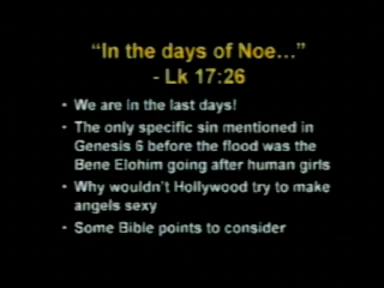 “In the days of Noe…”
- Lk 17:26
• We are in the last days!
• The only specific sin mentioned in
Genesis 6 before the flood was the
Bene Elohim going after human girls
• Why wouldn’t Hollywood try to make
angels sexy
• Some Bible points to consider